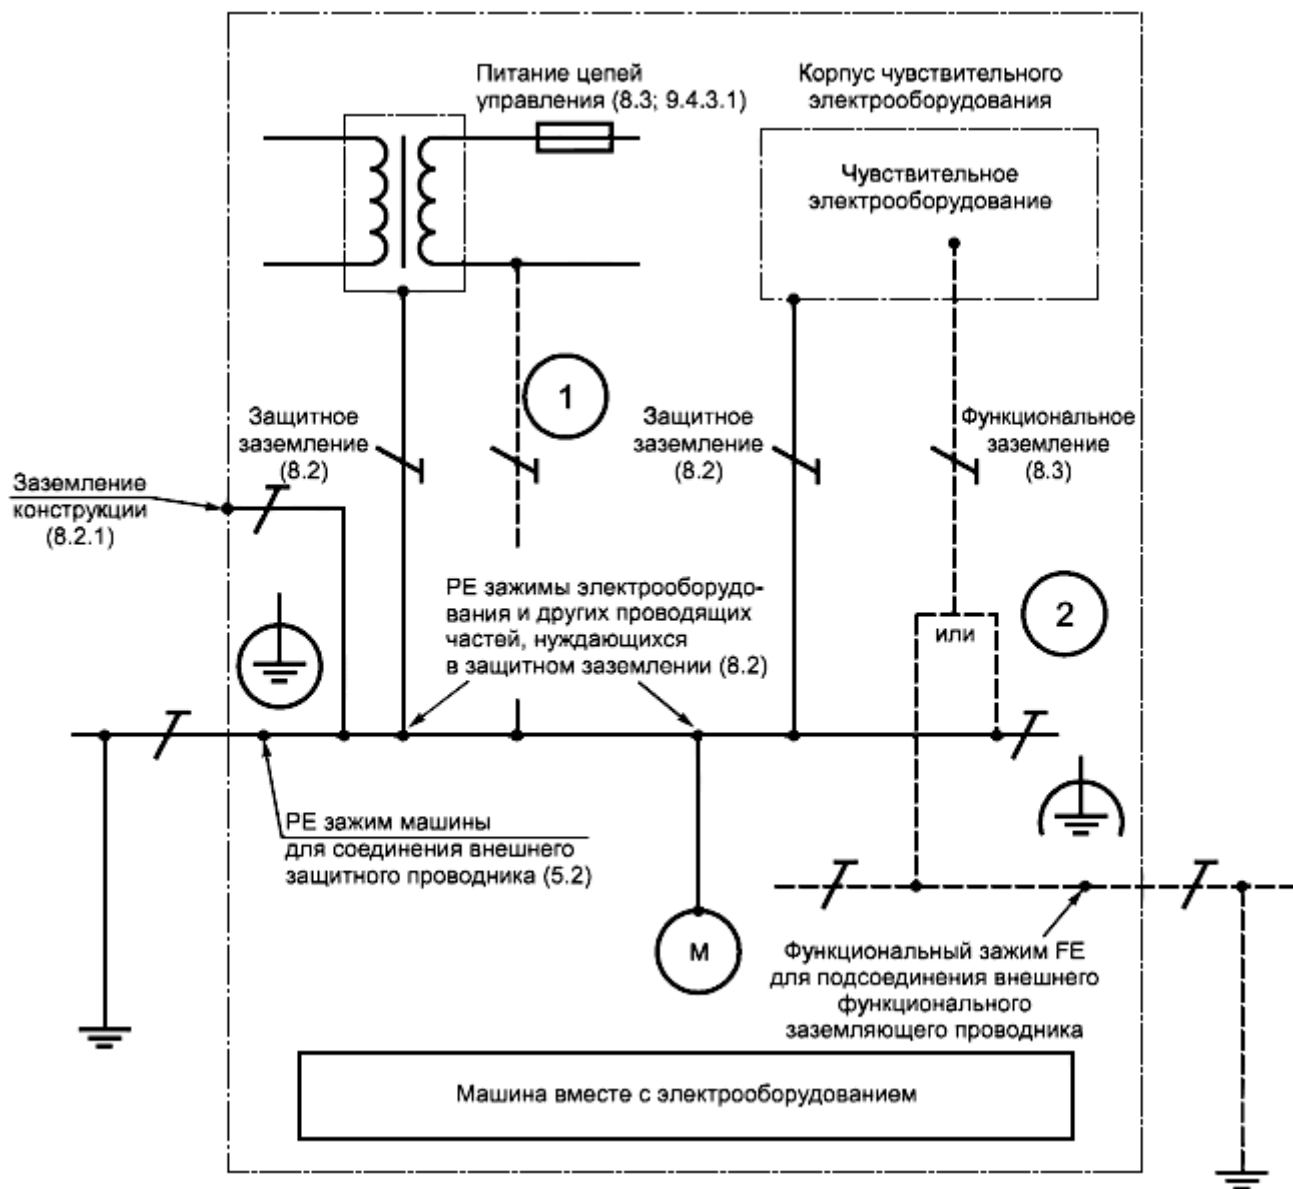 Питание цепей
управления (8.3; 9.4.3.1)
Корпус чувствительного
электрооборудования
Чувствительное
электрооборудование
1
Защитное
заземление
(8.2)
Защитное
заземление
(8.2)
Функциональное
заземление
(8.3)
Заземление
конструкции
(8.2.1)
PE зажимы электрооборудо-
вания и других проводящих
частей, нуждающихся
в защитном заземлении (8.2)
или
2
PE зажим машины
для соединения внешнего
защитного проводника (5.2)
М
Функциональный зажим FE
для подсоединения внешнего
функционального
заземляющего проводника
Машина вместе с электрооборудованием